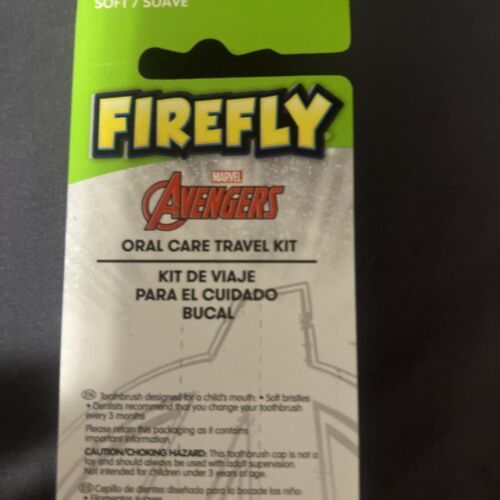 SOFT / SUAVE
FIREFLY
MARVEL
AVENGERS
ORAL CARE TRAVEL KIT
KIT DE VIAJE
PARA EL CUIDADO
BUCAL
EN Toothbrush designed for a child's mouth: • Soft bristles
• Dentists recommend that you change your toothbrush
every 3 months
Please retain this packaging as it contains
important information.
CAUTION/CHOKING HAZARD: This toothbrush cap is not a
toy and should always be used with adult supervision.
Not intended for children under 3 years of age.
ES Cepillo de dientes diseñado para la boca de los niño:
• Filamentos suaves